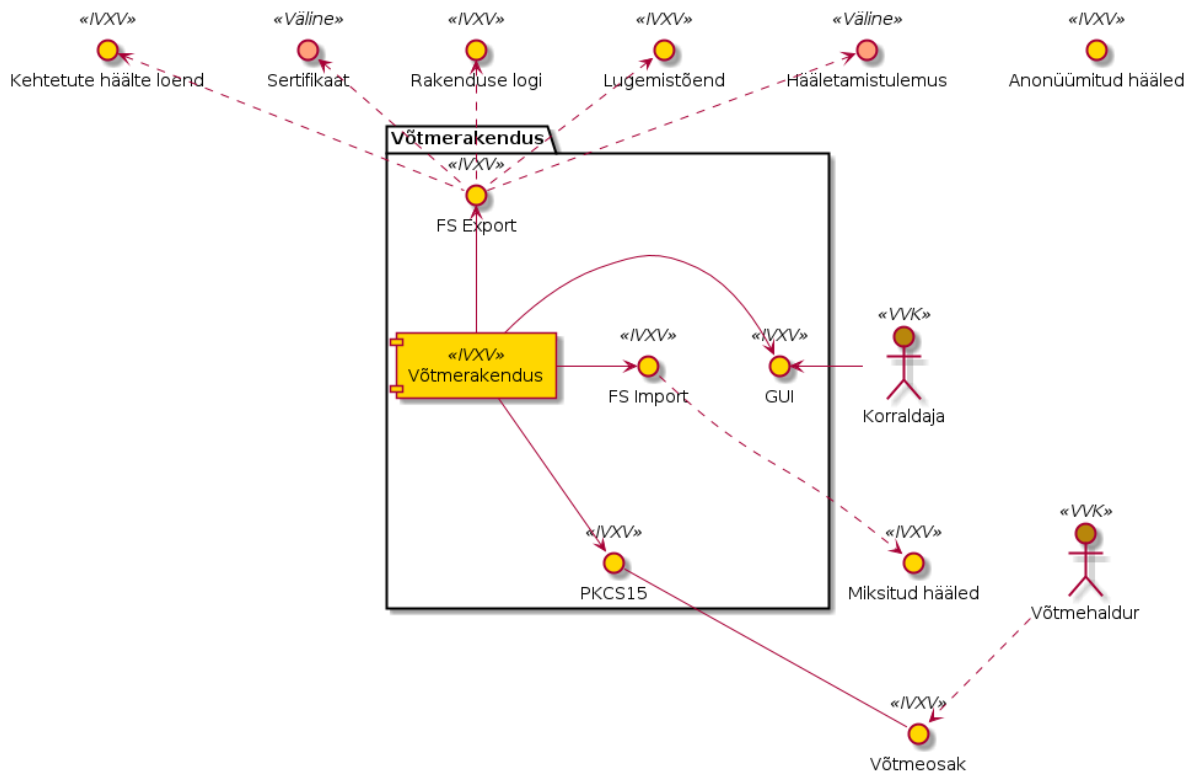 «IVXV»
Kehtetute häälte loend
«Väline»
Sertifikaat
«IVXV»
Rakenduse logi
«IVXV»
Lugemistõend
«Väline»
Hääletamistulemus
«IVXV»
Anonüümitud hääled
Võtmerakendus
«IVXV»
FS Export
«IVXV»
Võtmerakendus
«IVXV»
FS Import
«IVXV»
GUI
«VVK»
Korraldaja
«IVXV»
PKCS15
«IVXV»
Miksitud hääled
«VVK»
Võtmehaldur
«IVXV»
Võtmeosak